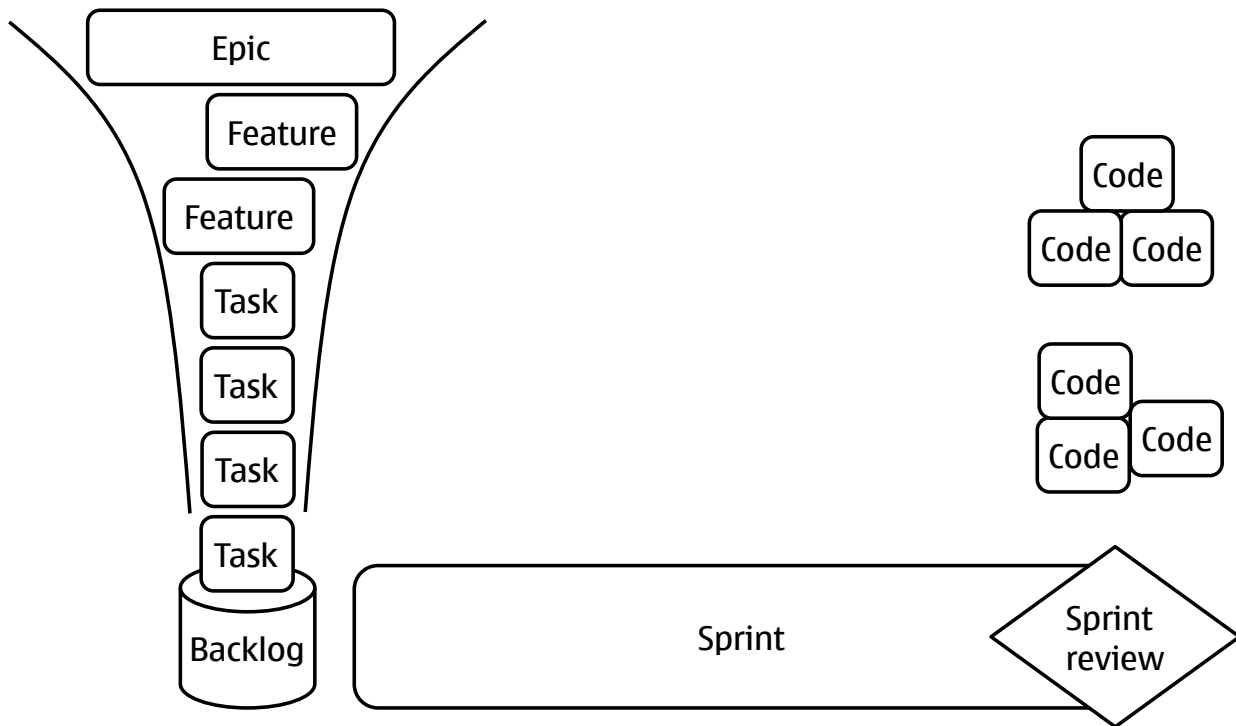 Epic
Feature
Feature
Task
Task
Task
Task
Backlog
Sprint
Sprint
review
Code
Code Code
Code
Code
Code